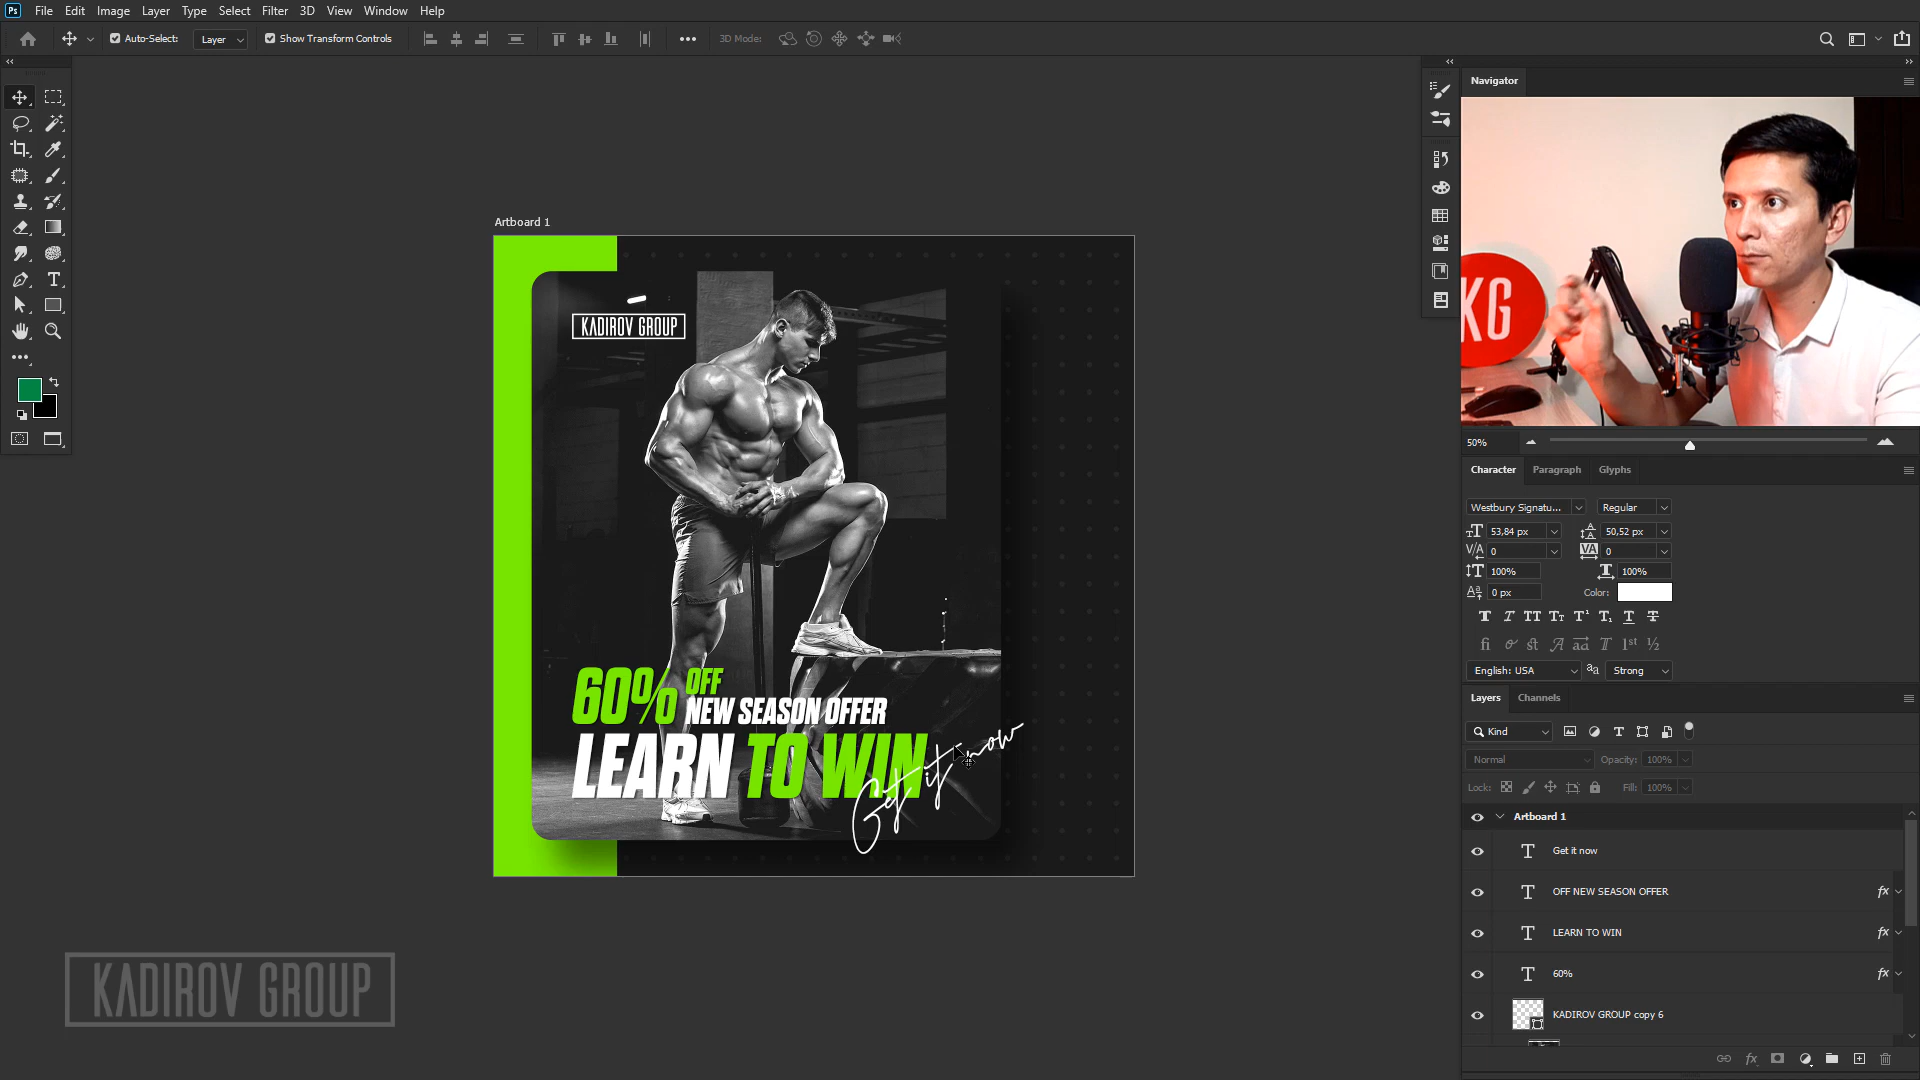 Ps File Edit Image Layer Type Select Filter 3D View Window Help
Auto-Select: Layer Show Transform Controls 3D Mode:
Navigator
KG
50%
Character Paragraph Glyphs
Westbury Signatu... Regular
53,84 px 50,52 px
0 0
100% 100%
0 px Color:
English: USA Strong
Layers Channels
Kind
Normal Opacity: 100%
Lock: Fill: 100%
Artboard 1
Get it now
OFF NEW SEASON OFFER fx
LEARN TO WIN fx
60% fx
KADIROV GROUP copy 6
fx
Artboard 1
KADIROV GROUP
60% OFF
NEW SEASON OFFER
LEARN TO WIN
Get it now
KADIROV GROUP